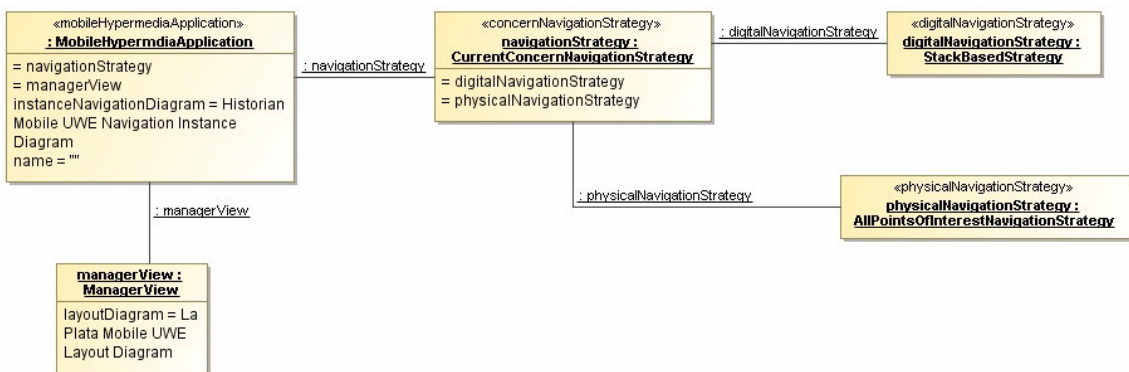 «mobileHypermediaApplication»
: MobileHypermdiaApplication
= navigationStrategy
= managerView
instanceNavigationDiagram = Historian
Mobile UWE Navigation Instance
Diagram
name = ""
: navigationStrategy
«concernNavigationStrategy»
navigationStrategy :
CurrentConcernNavigationStrategy
= digitalNavigationStrategy
= physicalNavigationStrategy
: digitalNavigationStrategy
«digitalNavigationStrategy»
digitalNavigationStrategy :
StackBasedStrategy
: physicalNavigationStrategy
«physicalNavigationStrategy»
physicalNavigationStrategy :
AllPointsOfInterestNavigationStrategy
: managerView
managerView :
ManagerView
layoutDiagram = La
Plata Mobile UWE
Layout Diagram